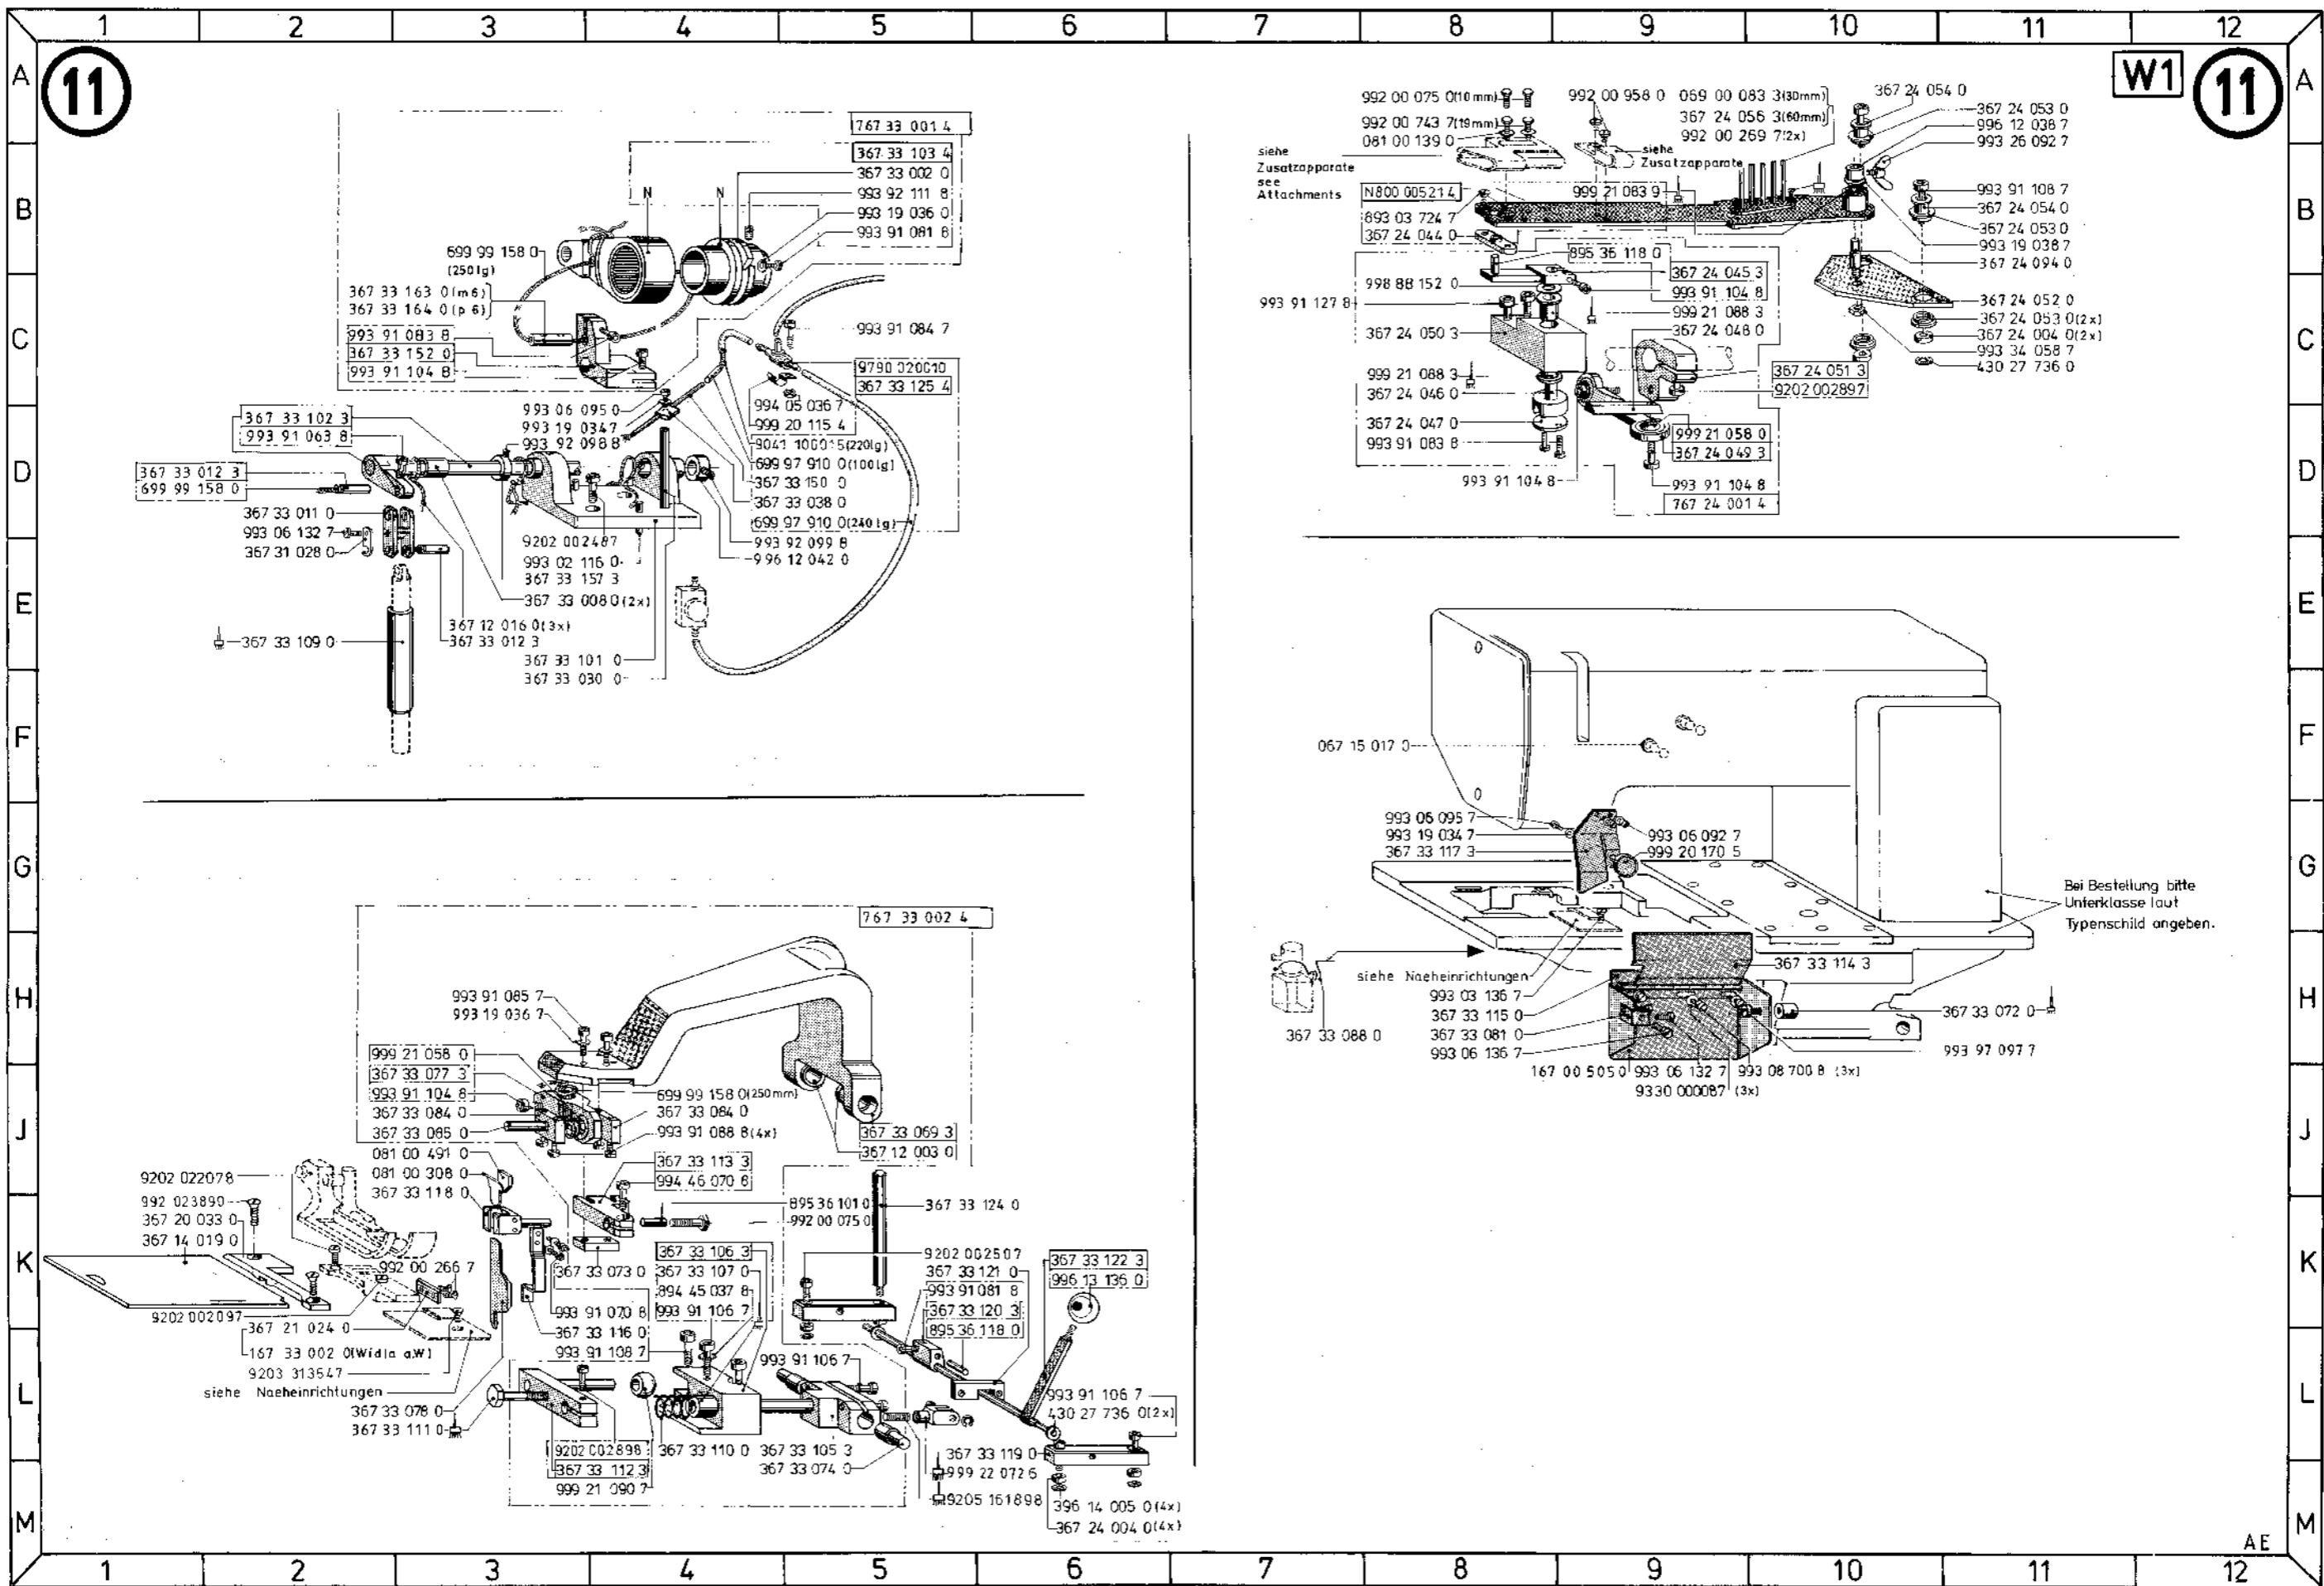 1 2 3 4 5 6 7 8 9 10 11 12
A
B
C
D
E
F
G
H
J
K
L
M
11
W1 11
767 33 001 4
367 33 103 4
367 33 002 0
993 92 111 8
993 19 036 0
993 91 081 8
N N
699 99 158 0
(250lg)
367 33 163 0(m6)
367 33 164 0(p 6)
993 91 083 8
367 33 152 0
993 91 104 8
993 91 084 7
9790 020010
367 33 125 4
994 05 036 7
999 20 115 4
9041 100015(220lg)
699 97 910 0(100lg)
367 33 150 0
367 33 038 0
699 97 910 0(240lg)
993 92 099 8
996 12 042 0
993 06 095 0
993 19 034 7
993 92 098 8
367 33 102 3
993 91 063 8
367 33 012 3
699 99 158 0
367 33 011 0
993 06 132 7
367 31 028 0
9202 002487
993 02 116 0
367 33 157 3
367 33 008 0(2x)
367 12 016 0(3x)
367 33 012 3
367 33 109 0
367 33 101 0
367 33 030 0
992 00 075 0(10mm)
992 00 743 7(19mm)
081 00 139 0
siehe
Zusatzapparate
see
Attachments
992 00 958 0
069 00 083 3(30mm)
367 24 056 3(60mm)
992 00 269 7(2x)
siehe
Zusatzapparate
367 24 054 0
367 24 053 0
996 12 038 7
993 26 092 7
N800 005214
893 03 724 7
367 24 044 0
999 21 083 9
993 91 108 7
367 24 054 0
367 24 053 0
993 19 038 7
367 24 094 0
895 36 118 0
367 24 045 3
993 91 104 8
998 88 152 0
993 91 127 8
367 24 050 3
999 21 088 3
367 24 048 0
367 24 052 0
367 24 053 0(2x)
367 24 004 0(2x)
993 34 058 7
430 27 736 0
367 24 051 3
9202 002897
999 21 088 3
367 24 046 0
367 24 047 0
993 91 083 8
999 21 058 0
367 24 049 3
993 91 104 8
993 91 104 8
767 24 001 4
067 15 017 0
993 06 095 7
993 19 034 7
367 33 117 3
993 06 092 7
999 20 170 5
Bei Bestellung bitte
Unterklasse laut
Typenschild angeben.
siehe Naeheinrichtungen
367 33 114 3
993 03 136 7
367 33 115 0
367 33 081 0
993 06 136 7
367 33 088 0
367 33 072 0
993 97 097 7
167 00 505 0
993 06 132 7
993 08 700 8 (3x)
9330 000087 (3x)
767 33 002 4
993 91 085 7
993 19 036 7
999 21 058 0
367 33 077 3
993 91 104 8
367 33 084 0
367 33 085 0
699 99 158 0(250mm)
367 33 084 0
993 91 088 8(4x)
367 33 069 3
367 12 003 0
081 00 491 0
081 00 308 0
367 33 118 0
367 33 113 3
994 46 070 8
9202 022078
992 023890
367 20 033 0
367 14 019 0
895 36 101 0
992 00 075 0
367 33 124 0
992 00 266 7
367 33 073 0
367 33 106 3
367 33 107 0
894 45 037 8
993 91 106 7
9202 002507
367 33 121 0
993 91 081 8
367 33 120 3
895 36 118 0
367 33 122 3
996 13 136 0
9202 002097
367 21 024 0
167 33 002 0(Widia a.W)
9203 313547
siehe Naeheinrichtungen
993 91 070 8
367 33 116 0
993 91 108 7
993 91 106 7
367 33 078 0
367 33 111 0
993 91 106 7
430 27 736 0(2x)
9202 002898
367 33 112 3
999 21 090 7
367 33 110 0
367 33 105 3
367 33 074 0
367 33 119 0
999 22 072 6
9205 161898
396 14 005 0(4x)
367 24 004 0(4x)
AE
A
B
C
D
E
F
G
H
J
K
L
M
1 2 3 4 5 6 7 8 9 10 11 12